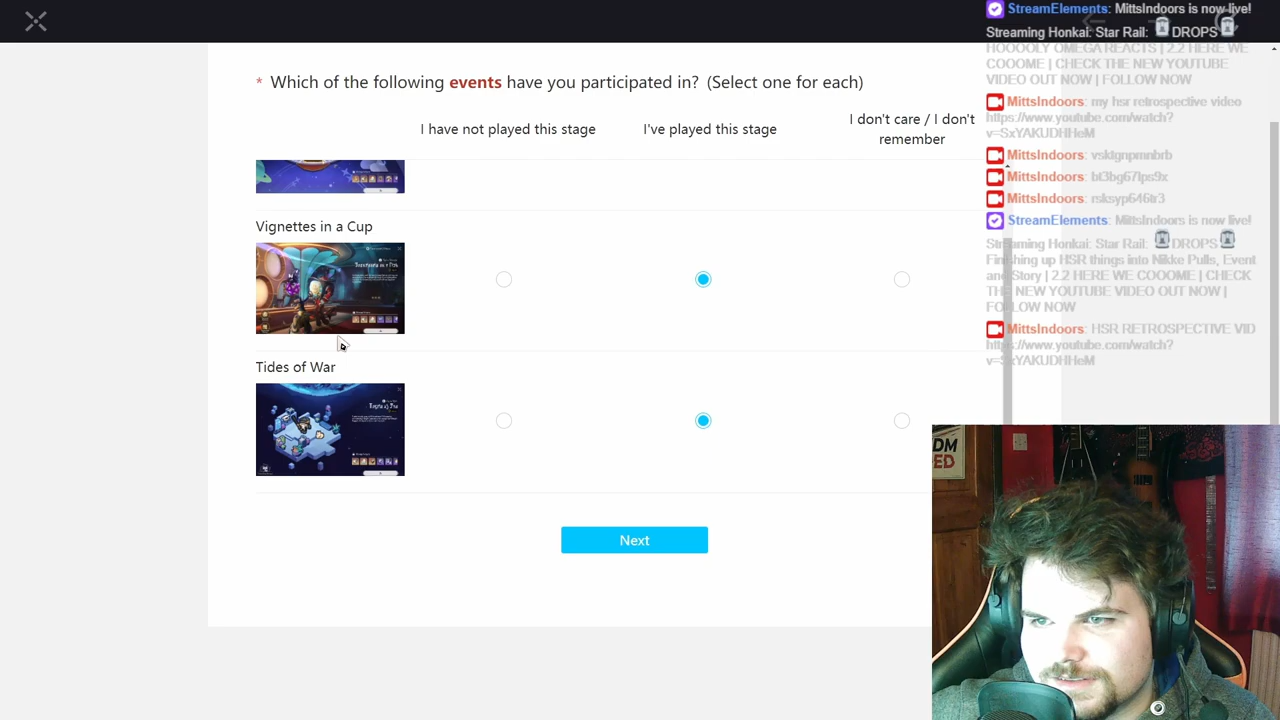 * Which of the following events have you participated in? (Select one for each)
I have not played this stage
I've played this stage
I don't care / I don't
remember
Vignettes in a Cup
Tides of War
Next
StreamElements: MittsIndoors is now live!
Streaming Honkai: Star Rail: DROPS
HOOOOLY OMEGA REACTS | 2.2 HERE WE
COOOME | CHECK THE NEW YOUTUBE
VIDEO OUT NOW | FOLLOW NOW
MittsIndoors: my hsr retrospective video
https://www.youtube.com/watch?
v=SxYAKUDHHeM
MittsIndoors: vsktgnpmnbrb
MittsIndoors: bt3bg67lps9x
MittsIndoors: rsksyp646tr3
StreamElements: MittsIndoors is now live!
Streaming Honkai: Star Rail: DROPS
Finishing up HSR things into Nikke Pulls, Event
and Story | 2.2 HERE WE COOOME | CHECK
THE NEW YOUTUBE VIDEO OUT NOW |
FOLLOW NOW
MittsIndoors: HSR RETROSPECTIVE VID
https://www.youtube.com/watch?
v=SxYAKUDHHeM
DM
ED